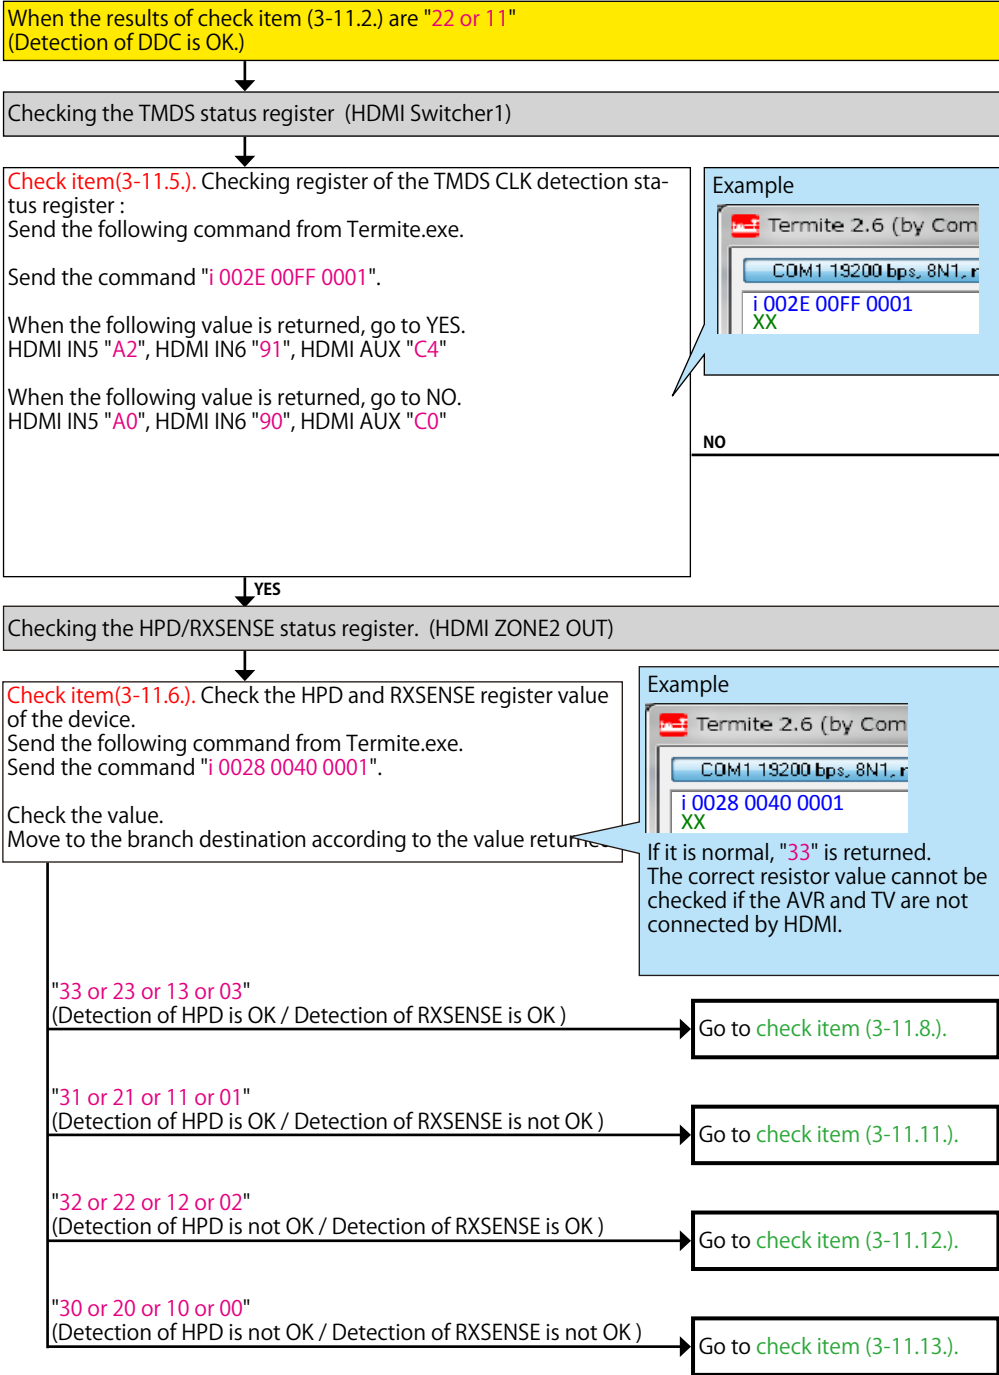 When the results of check item (3-11.2.) are "22 or 11"
(Detection of DDC is OK.)
Checking the TMDS status register  (HDMI Switcher1)
Check item(3-11.5.). Checking register of the TMDS CLK detection sta-
tus register :
Send the following command from Termite.exe.
Send the command "i 002E 00FF 0001".
When the following value is returned, go to YES.
HDMI IN5 "A2", HDMI IN6 "91", HDMI AUX "C4"
When the following value is returned, go to NO.
HDMI IN5 "A0", HDMI IN6 "90", HDMI AUX "C0"
Example
Termite 2.6 (by Com
COM1 19200 bps, 8N1,
i 002E 00FF 0001
XX
NO
YES
Checking the HPD/RXSENSE status register.  (HDMI ZONE2 OUT)
Check item(3-11.6.). Check the HPD and RXSENSE register value
of the device.
Send the following command from Termite.exe.
Send the command "i 0028 0040 0001".
Check the value.
Move to the branch destination according to the value returned
Example
Termite 2.6 (by Com
COM1 19200 bps, 8N1,
i 0028 0040 0001
XX
If it is normal, "33" is returned.
The correct resistor value cannot be
checked if the AVR and TV are not
connected by HDMI.
"33 or 23 or 13 or 03"
(Detection of HPD is OK / Detection of RXSENSE is OK )
Go to check item (3-11.8.).
"31 or 21 or 11 or 01"
(Detection of HPD is OK / Detection of RXSENSE is not OK )
Go to check item (3-11.11.).
"32 or 22 or 12 or 02"
(Detection of HPD is not OK / Detection of RXSENSE is OK )
Go to check item (3-11.12.).
"30 or 20 or 10 or 00"
(Detection of HPD is not OK / Detection of RXSENSE is not OK )
Go to check item (3-11.13.).